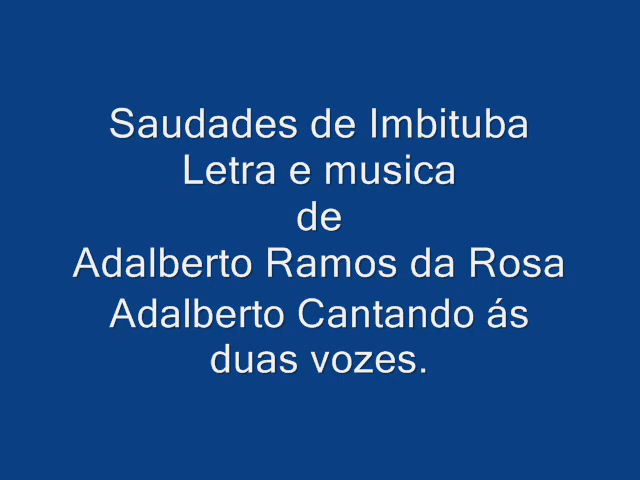 Saudades de Imbituba
Letra e musica
de
Adalberto Ramos da Rosa
Adalberto Cantando ás
duas vozes.